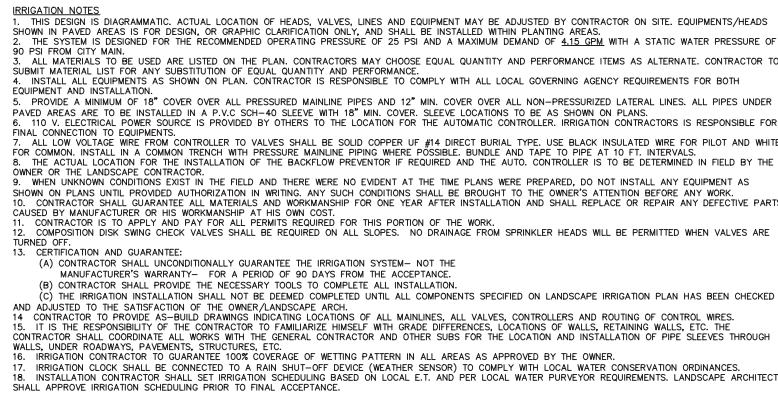 IRRIGATION NOTES
1. THIS DESIGN IS DIAGRAMMATIC. ACTUAL LOCATION OF HEADS, VALVES, LINES AND EQUIPMENT MAY BE ADJUSTED BY CONTRACTOR ON SITE. EQUIPMENTS/HEADS
SHOWN IN PAVED AREAS IS FOR DESIGN, OR GRAPHIC CLARIFICATION ONLY, AND SHALL BE INSTALLED WITHIN PLANTING AREAS.
2. THE SYSTEM IS DESIGNED FOR THE RECOMMENDED OPERATING PRESSURE OF 25 PSI AND A MAXIMUM DEMAND OF 4.15 GPM WITH A STATIC WATER PRESSURE OF
90 PSI FROM CITY MAIN.
3. ALL MATERIALS TO BE USED ARE LISTED ON THE PLAN. CONTRACTORS MAY CHOOSE EQUAL QUANTITY AND PERFORMANCE ITEMS AS ALTERNATE. CONTRACTOR TO
SUBMIT MATERIAL LIST FOR ANY SUBSTITUTION OF EQUAL QUANTITY AND PERFORMANCE.
4. INSTALL ALL EQUIPMENTS AS SHOWN ON PLAN. CONTRACTOR IS RESPONSIBLE TO COMPLY WITH ALL LOCAL GOVERNING AGENCY REQUIREMENTS FOR BOTH
EQUIPMENT AND INSTALLATION.
5. PROVIDE A MINIMUM OF 18" COVER OVER ALL PRESSURED MAINLINE PIPES AND 12" MIN. COVER OVER ALL NON-PRESSURIZED LATERAL LINES. ALL PIPES UNDER
PAVED AREAS ARE TO BE INSTALLED IN A P.V.C SCH-40 SLEEVE WITH 18" MIN. COVER. SLEEVE LOCATIONS TO BE AS SHOWN ON PLANS.
6. 110 V. ELECTRICAL POWER SOURCE IS PROVIDED BY OTHERS TO THE LOCATION FOR THE AUTOMATIC CONTROLLER. IRRIGATION CONTRACTORS IS RESPONSIBLE FOR
FINAL CONNECTION TO EQUIPMENTS.
7. ALL LOW VOLTAGE WIRE FROM CONTROLLER TO VALVES SHALL BE SOLID COPPER UF #14 DIRECT BURIAL TYPE. USE BLACK INSULATED WIRE FOR PILOT AND WHITE
FOR COMMON. INSTALL IN A COMMON TRENCH WITH PRESSURE MAINLINE PIPING WHERE POSSIBLE. BUNDLE AND TAPE TO PIPE AT 10 FT. INTERVALS.
8. THE ACTUAL LOCATION FOR THE INSTALLATION OF THE BACKFLOW PREVENTOR IF REQUIRED AND THE AUTO. CONTROLLER IS TO BE DETERMINED IN FIELD BY THE
OWNER OR THE LANDSCAPE CONTRACTOR.
9. WHEN UNKNOWN CONDITIONS EXIST IN THE FIELD AND THERE WERE NO EVIDENT AT THE TIME PLANS WERE PREPARED, DO NOT INSTALL ANY EQUIPMENT AS
SHOWN ON PLANS UNTIL PROVIDED AUTHORIZATION IN WRITING. ANY SUCH CONDITIONS SHALL BE BROUGHT TO THE OWNER'S ATTENTION BEFORE ANY WORK.
10. CONTRACTOR SHALL GUARANTEE ALL MATERIALS AND WORKMANSHIP FOR ONE YEAR AFTER INSTALLATION AND SHALL REPLACE OR REPAIR ANY DEFECTIVE PARTS
CAUSED BY MANUFACTURER OR HIS WORKMANSHIP AT HIS OWN COST.
11. CONTRACTOR IS TO APPLY AND PAY FOR ALL PERMITS REQUIRED FOR THIS PORTION OF THE WORK.
12. COMPOSITION DISK SWING CHECK VALVES SHALL BE REQUIRED ON ALL SLOPES. NO DRAINAGE FROM SPRINKLER HEADS WILL BE PERMITTED WHEN VALVES ARE
TURNED OFF.
13. CERTIFICATION AND GUARANTEE:
(A) CONTRACTOR SHALL UNCONDITIONALLY GUARANTEE THE IRRIGATION SYSTEM- NOT THE
MANUFACTURER'S WARRANTY- FOR A PERIOD OF 90 DAYS FROM THE ACCEPTANCE.
(B) CONTRACTOR SHALL PROVIDE THE NECESSARY TOOLS TO COMPLETE ALL INSTALLATION.
(C) THE IRRIGATION INSTALLATION SHALL NOT BE DEEMED COMPLETED UNTIL ALL COMPONENTS SPECIFIED ON LANDSCAPE IRRIGATION PLAN HAS BEEN CHECKED
AND ADJUSTED TO THE SATISFACTION OF THE OWNER/LANDSCAPE ARCH.
14 CONTRACTOR TO PROVIDE AS-BUILD DRAWINGS INDICATING LOCATIONS OF ALL MAINLINES, ALL VALVES, CONTROLLERS AND ROUTING OF CONTROL WIRES.
15. IT IS THE RESPONSIBILITY OF THE CONTRACTOR TO FAMILIARIZE HIMSELF WITH GRADE DIFFERENCES, LOCATIONS OF WALLS, RETAINING WALLS, ETC. THE
CONTRACTOR SHALL COORDINATE ALL WORKS WITH THE GENERAL CONTRACTOR AND OTHER SUBS FOR THE LOCATION AND INSTALLATION OF PIPE SLEEVES THROUGH
WALLS, UNDER ROADWAYS, PAVEMENTS, STRUCTURES, ETC.
16. IRRIGATION CONTRACTOR TO GUARANTEE 100% COVERAGE OF WETTING PATTERN IN ALL AREAS AS APPROVED BY THE OWNER.
17. IRRIGATION CLOCK SHALL BE CONNECTED TO A RAIN SHUT-OFF DEVICE (WEATHER SENSOR) TO COMPLY WITH LOCAL WATER CONSERVATION ORDINANCES.
18. INSTALLATION CONTRACTOR SHALL SET IRRIGATION SCHEDULING BASED ON LOCAL E.T. AND PER LOCAL WATER PURVEYOR REQUIREMENTS. LANDSCAPE ARCHITECT
SHALL APPROVE IRRIGATION SCHEDULING PRIOR TO FINAL ACCEPTANCE.